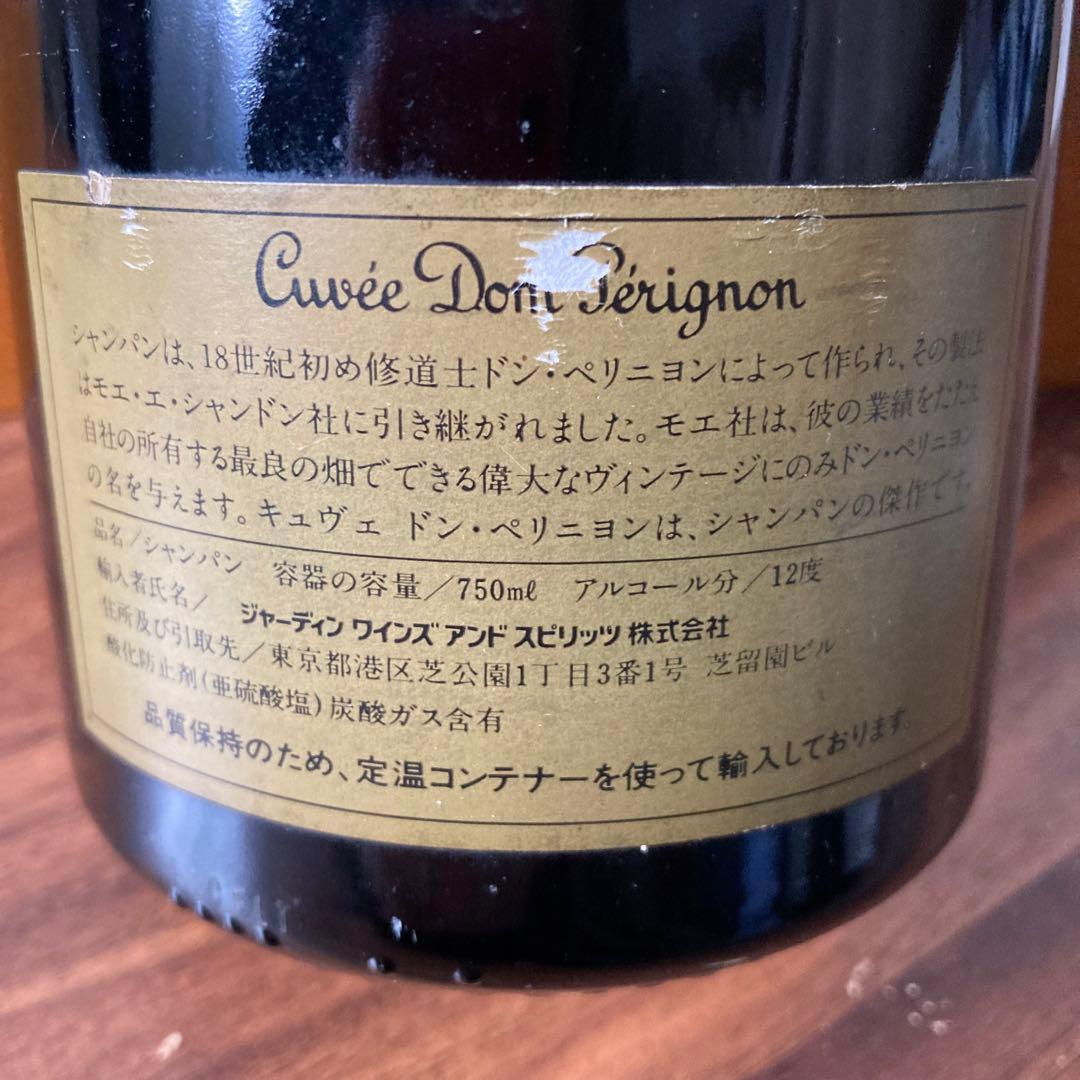 Cuvée Dom Pérignon
シャンパンは、18世紀初め修道士ドン・ペリニヨンによって作られ、その製法
はモエ・エ・シャンドン社に引き継がれました。モエ社は、彼の業績をたたえ
自社の所有する最良の畑でできる偉大なヴィンテージにのみドン・ペリニヨン
の名を与えます。キュヴェ ドン・ペリニヨンは、シャンパンの傑作です。
品名/シャンパン 容器の容量/750mℓ アルコール分/12度
輸入者氏名/ ジャーディン ワインズ アンド スピリッツ 株式会社
住所及び引取先/東京都港区芝公園1丁目3番1号 芝留園ビル
酸化防止剤(亜硫酸塩)炭酸ガス含有
品質保持のため、定温コンテナーを使って輸入しております。